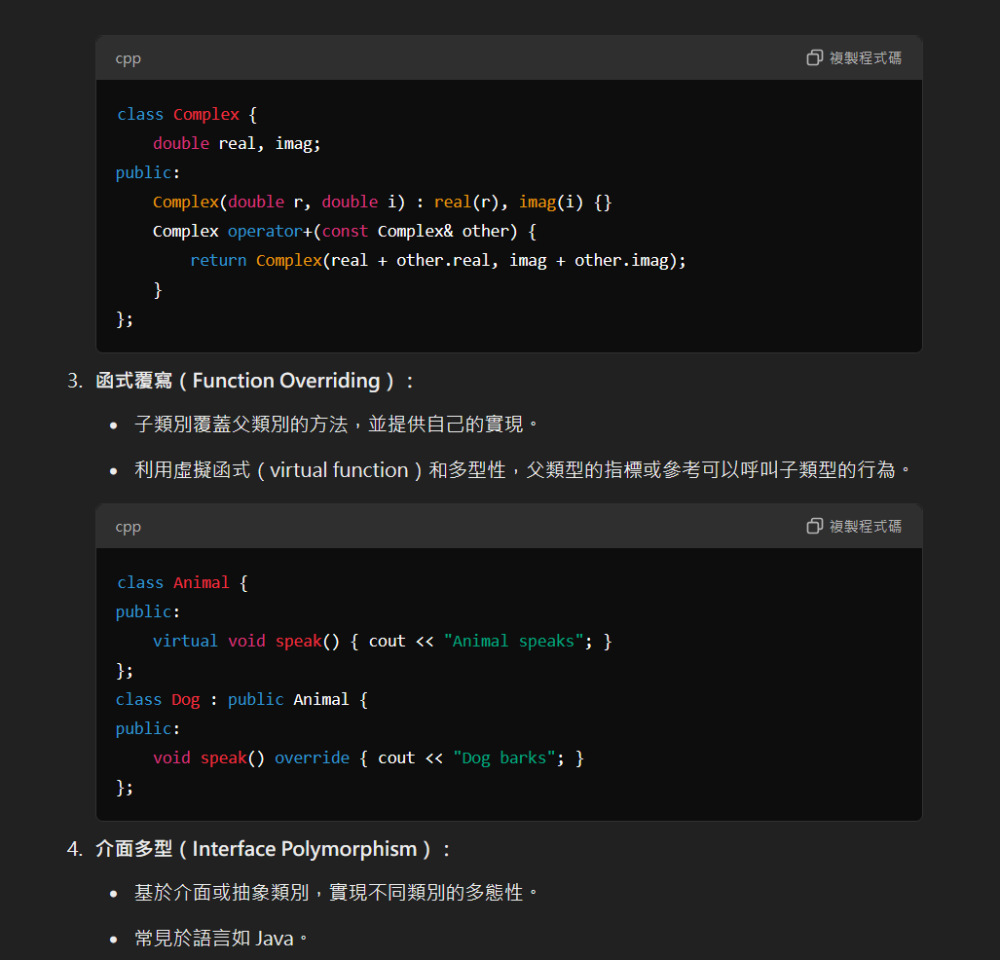 cpp 複製程式碼
class Complex {
    double real, imag;
public:
    Complex(double r, double i) : real(r), imag(i) {}
    Complex operator+(const Complex& other) {
        return Complex(real + other.real, imag + other.imag);
    }
};
3. 函式覆寫（Function Overriding）：
• 子類別覆蓋父類別的方法，並提供自己的實現。
• 利用虛擬函式（virtual function）和多型性，父類型的指標或參考可以呼叫子類型的行為。
cpp 複製程式碼
class Animal {
public:
    virtual void speak() { cout << "Animal speaks"; }
};
class Dog : public Animal {
public:
    void speak() override { cout << "Dog barks"; }
};
4. 介面多型（Interface Polymorphism）：
• 基於介面或抽象類別，實現不同類別的多態性。
• 常見於語言如 Java。